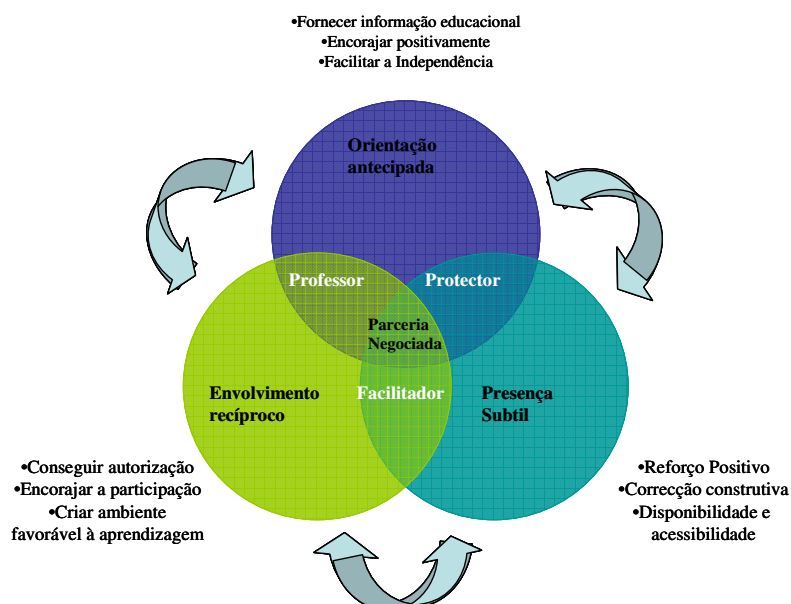 •Fornecer informação educacional
•Encorajar positivamente
•Facilitar a Independência
Orientação
antecipada
Professor
Protector
Parceria
Negociada
Envolvimento
recíproco
Facilitador
Presença
Subtil
•Conseguir autorização
•Encorajar a participação
•Criar ambiente
favorável à aprendizagem
•Reforço Positivo
•Correcção construtiva
•Disponibilidade e
acessibilidade